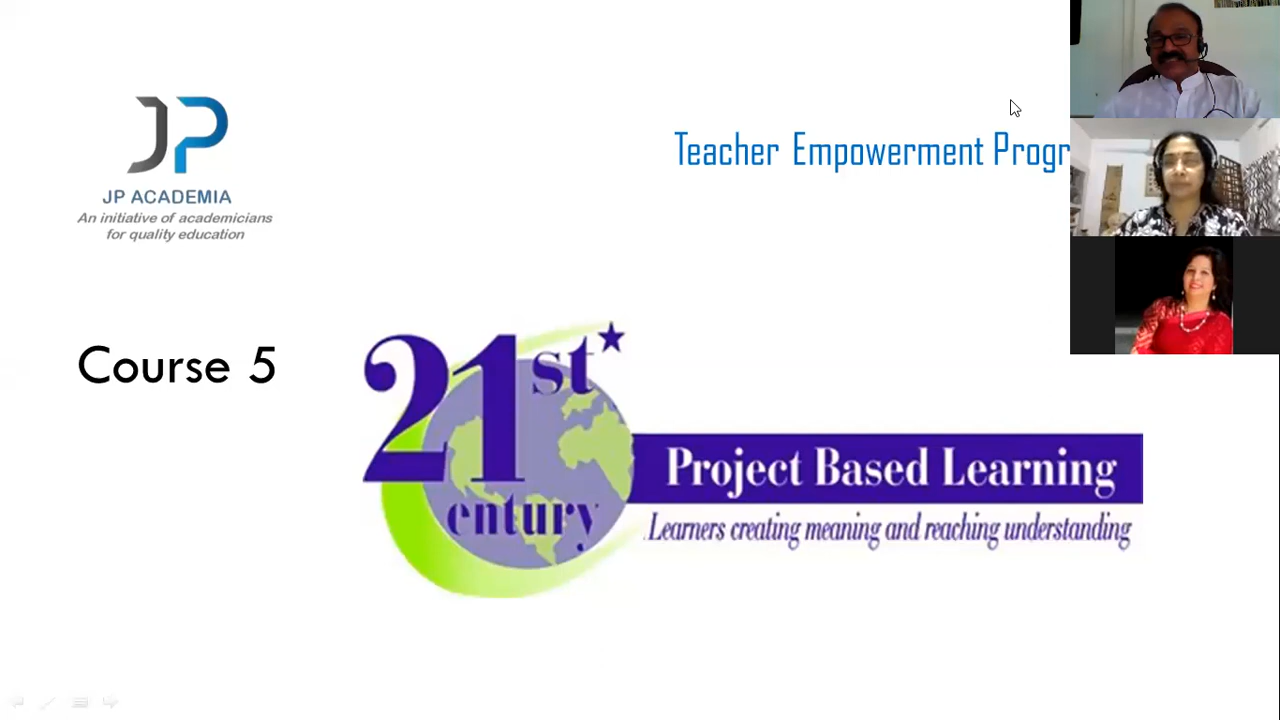 JP
JP ACADEMIA
An initiative of academicians
for quality education
Teacher Empowerment Progr
Course 5
21st
entury
Project Based Learning
Learners creating meaning and reaching understanding